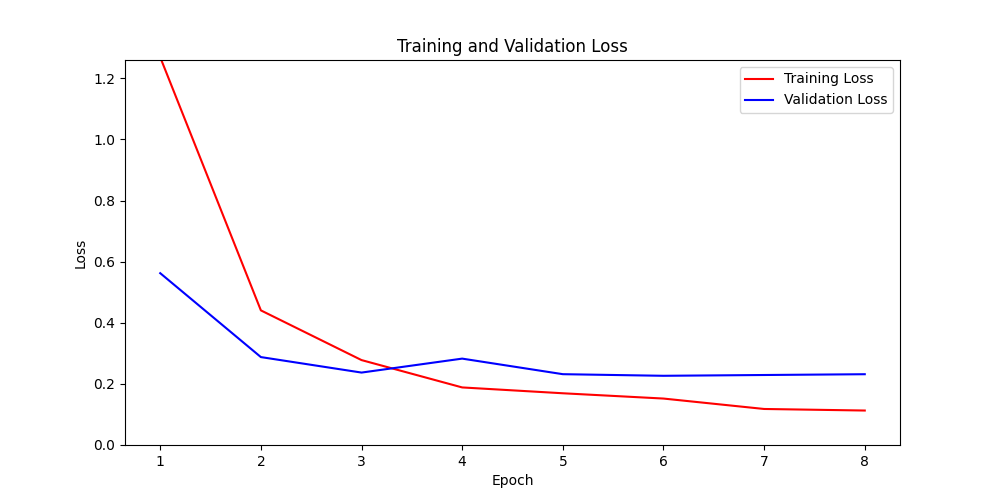 Training and Validation Loss
Training Loss
Validation Loss
Loss
1.2
1.0
0.8
0.6
0.4
0.2
0.0
1 2 3 4 5 6 7 8
Epoch